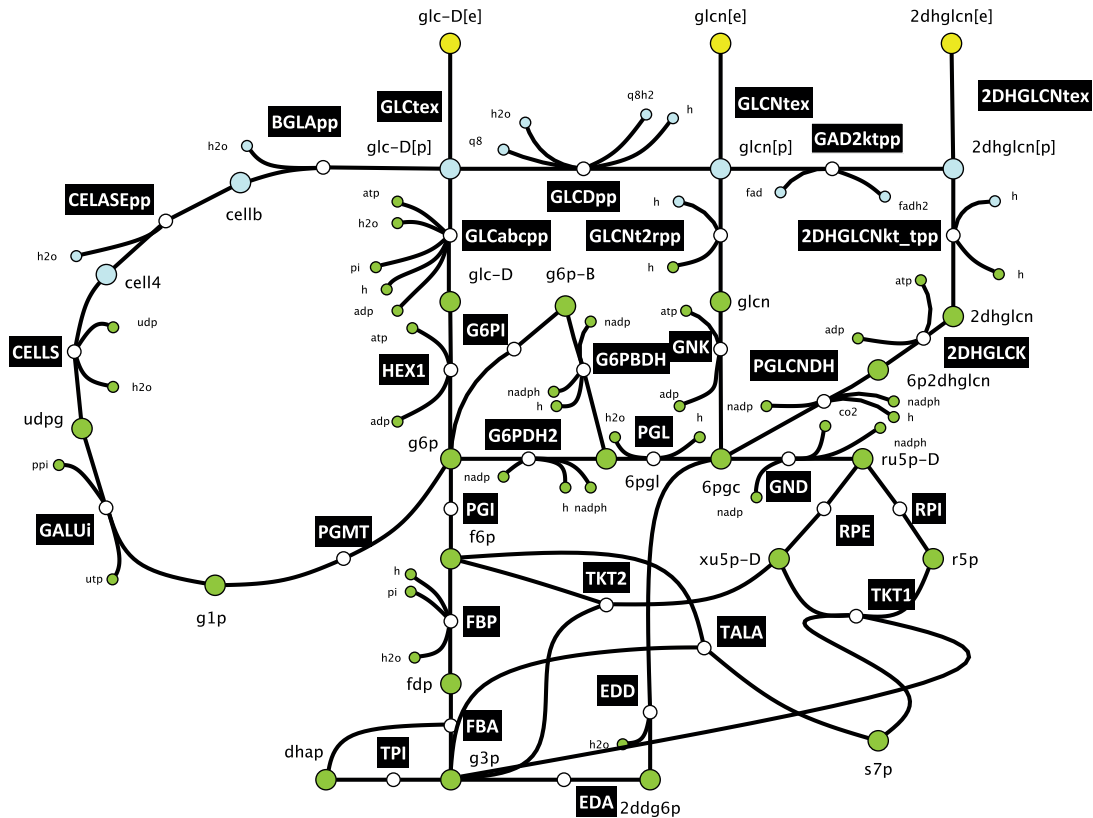 glc-D[e]
glcn[e]
2dhglcn[e]
GLCtex
GLCNtex
2DHGLCNtex
q8h2
h
h2o
BGLApp
q8
h2o
glc-D[p]
glcn[p]
GAD2ktpp
2dhglcn[p]
GLCDpp
fad
fadh2
CELASEpp
cellb
atp
h2o
GLCabcpp
h
GLCNt2rpp
h
2DHGLCNkt_tpp
h
h
h2o
cell4
pi
h
adp
glc-D
g6p-B
glcn
atp
2dhglcn
udp
CELLS
h2o
atp
HEX1
adp
G6PI
nadp
G6PBDH
nadph
h
atp
GNK
adp
adp
2DHGLCK
PGLCNDH
6p2dhglcn
nadp
nadph
h
co2
udpg
g6p
G6PDH2
h2o
PGL
h
nadph
ppi
nadp
h
nadph
6pgl
6pgc
GND
nadp
ru5p-D
GALUi
PGMT
PGI
RPE
RPI
f6p
utp
g1p
h
pi
FBP
h2o
TKT2
xu5p-D
r5p
TKT1
TALA
fdp
EDD
FBA
h2o
dhap
TPI
g3p
s7p
EDA
2ddg6p